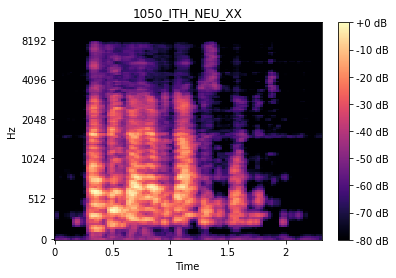 1050_ITH_NEU_XX
+0 dB
8192
-10 dB
4096
-20 dB
-30 dB
2048
-40 dB
Hz
1024
-50 dB
512
-60 dB
-70 dB
0
-80 dB
0 0.5 1 1.5 2
Time